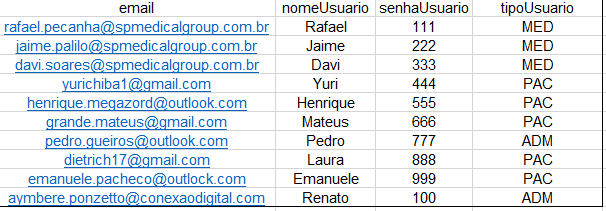 email nomeUsuario senhaUsuario tipoUsuario
rafael.pecanha@spmedicalgroup.com.br Rafael 111 MED
jaime.palilo@spmedicalgroup.com.br Jaime 222 MED
davi.soares@spmedicalgroup.com.br Davi 333 MED
yurichiba1@gmail.com Yuri 444 PAC
henrique.megazord@outlook.com Henrique 555 PAC
grande.mateus@gmail.com Mateus 666 PAC
pedro.gueiros@outlook.com Pedro 777 ADM
dietrich17@gmail.com Laura 888 PAC
emanuele.pacheco@outlock.com Emanuele 999 PAC
aymbere.ponzetto@conexaodigital.com Renato 100 ADM